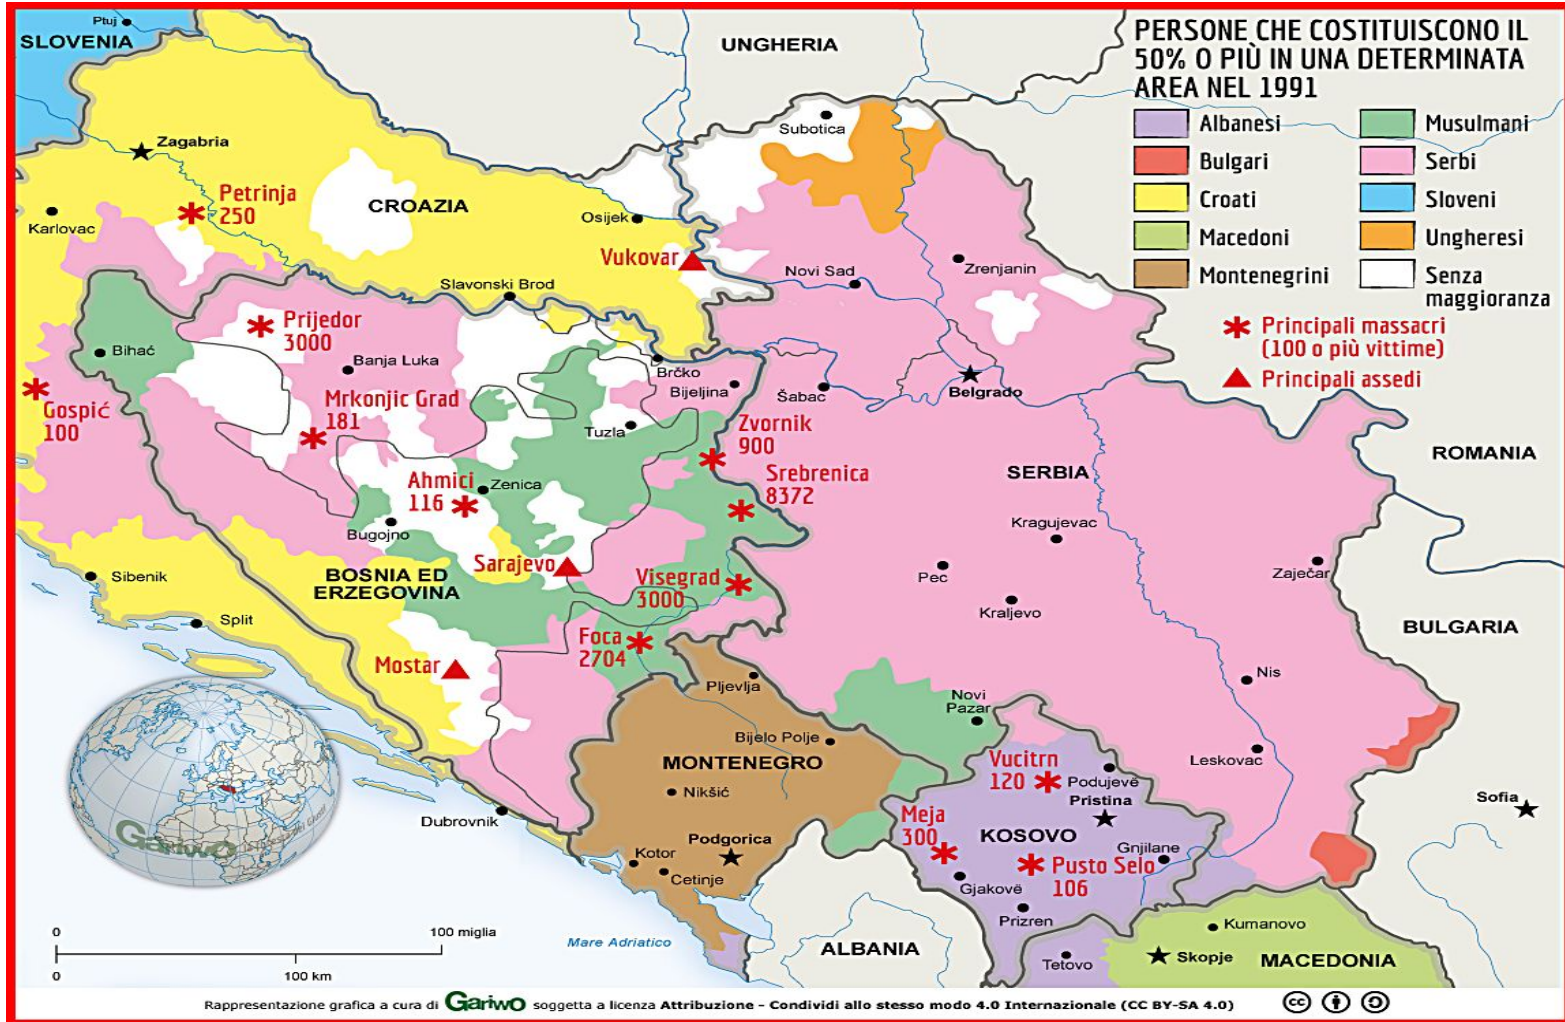 PERSONE CHE COSTITUISCONO IL
50% O PIÙ IN UNA DETERMINATA
AREA NEL 1991
Albanesi
Musulmani
Bulgari
Serbi
Croati
Sloveni
Macedoni
Ungheresi
Montenegrini
Senza
maggioranza
Principali massacri
(100 o più vittime)
Principali assedi
Ptuj
SLOVENIA
UNGHERIA
Subotica
Zagabria
Petrinja
250
CROAZIA
Karlovac
Osijek
Vukovar
Slavonski Brod
Novi Sad
Zrenjanin
Prijedor
3000
Bihać
Banja Luka
Brčko
Bijeljina
Šabac
Belgrado
Gospić
100
Mrkonjic Grad
181
Tuzla
Zvornik
900
ROMANIA
SERBIA
Srebrenica
8372
Ahmici
116
Zenica
Bugojno
Kragujevac
Sarajevo
Sibenik
BOSNIA ED
ERZEGOVINA
Visegrad
3000
Pec
Kraljevo
Zaječar
Split
Foca
2704
BULGARIA
Mostar
Pljevlja
Novi
Pazar
Nis
Bijelo Polje
MONTENEGRO
Nikšić
Vucitrn
120
Podujevë
Pristina
Leskovac
Sofia
Dubrovnik
Podgorica
Meja
300
KOSOVO
Gnjilane
Kotor
Cetinje
Pusto Selo
106
Gjakovë
Prizren
Kumanovo
Mare Adriatico
ALBANIA
Tetovo
Skopje
MACEDONIA
Gariwo
0
100 miglia
0
100 km
Rappresentazione grafica a cura di Gariwo soggetta a licenza Attribuzione - Condividi allo stesso modo 4.0 Internazionale (CC BY-SA 4.0)
cc